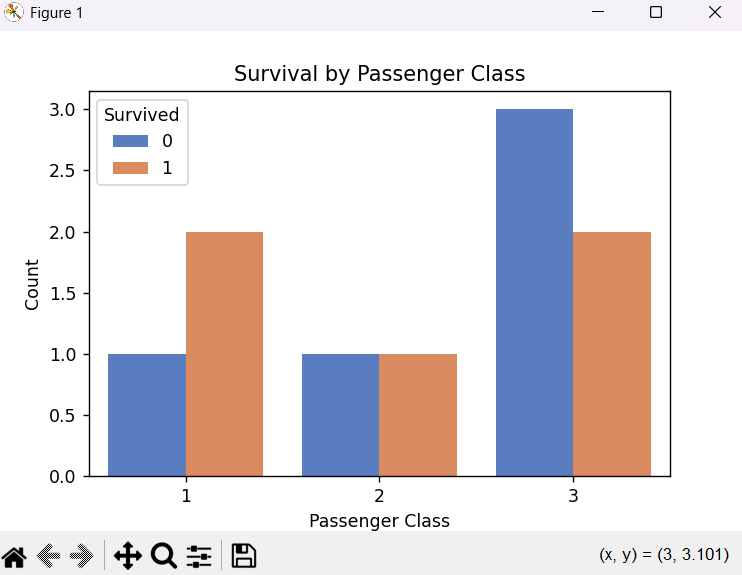 Figure 1
Survival by Passenger Class
Survived
0
1
3.0
2.5
2.0
1.5
1.0
0.5
0.0
Count
1 2 3
Passenger Class
(x, y) = (3, 3.101)